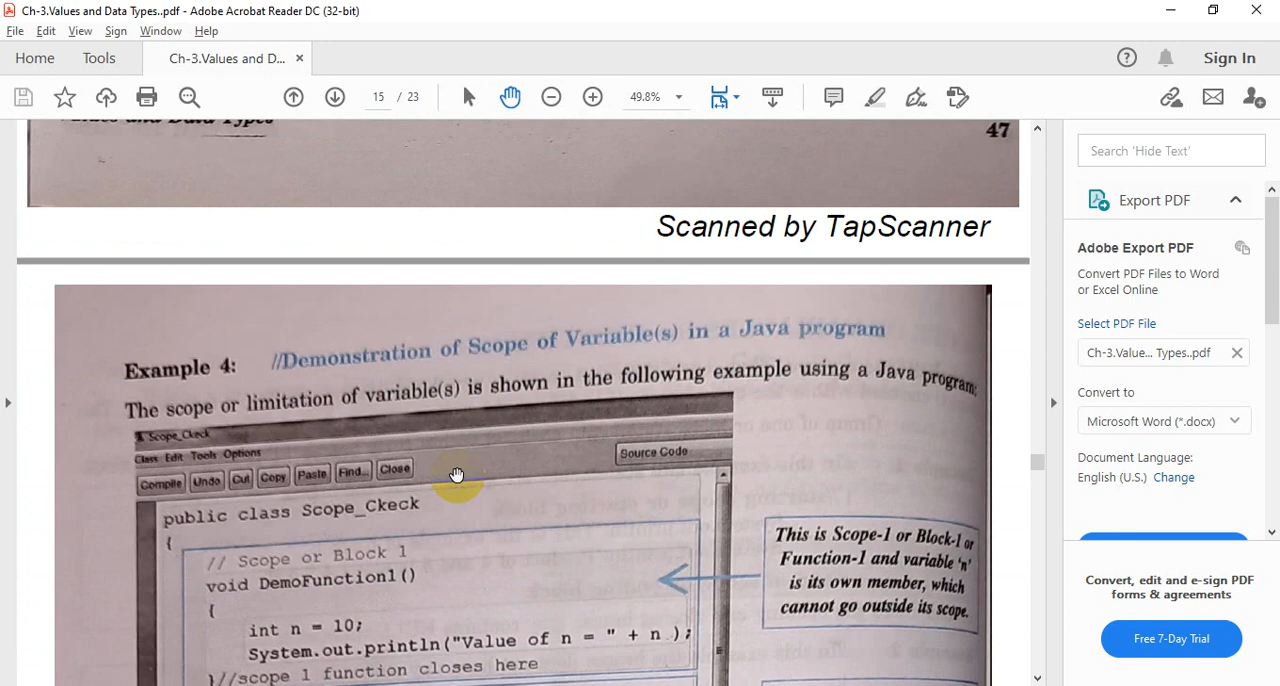 Ch-3.Values and Data Types..pdf - Adobe Acrobat Reader DC (32-bit)
File Edit View Sign Window Help
Home Tools Ch-3.Values and D... Sign In
15 / 23 49.8%
Values and Data Types 47
Scanned by TapScanner
Example 4: //Demonstration of Scope of Variable(s) in a Java program
The scope or limitation of variable(s) is shown in the following example using a Java program:
Scope_Ckeck
Class Edit Tools Options
Compile Undo Cut Copy Paste Find... Close Source Code
public class Scope_Ckeck
{
// Scope or Block 1
void DemoFunction1()
{
int n = 10;
System.out.println("Value of n = " + n );
}//scope 1 function closes here
This is Scope-1 or Block-1 or
Function-1 and variable 'n'
is its own member, which
cannot go outside its scope.
Search 'Hide Text'
Export PDF
Adobe Export PDF
Convert PDF Files to Word
or Excel Online
Select PDF File
Ch-3.Value... Types..pdf
Convert to
Microsoft Word (*.docx)
Document Language:
English (U.S.) Change
Convert, edit and e-sign PDF
forms & agreements
Free 7-Day Trial